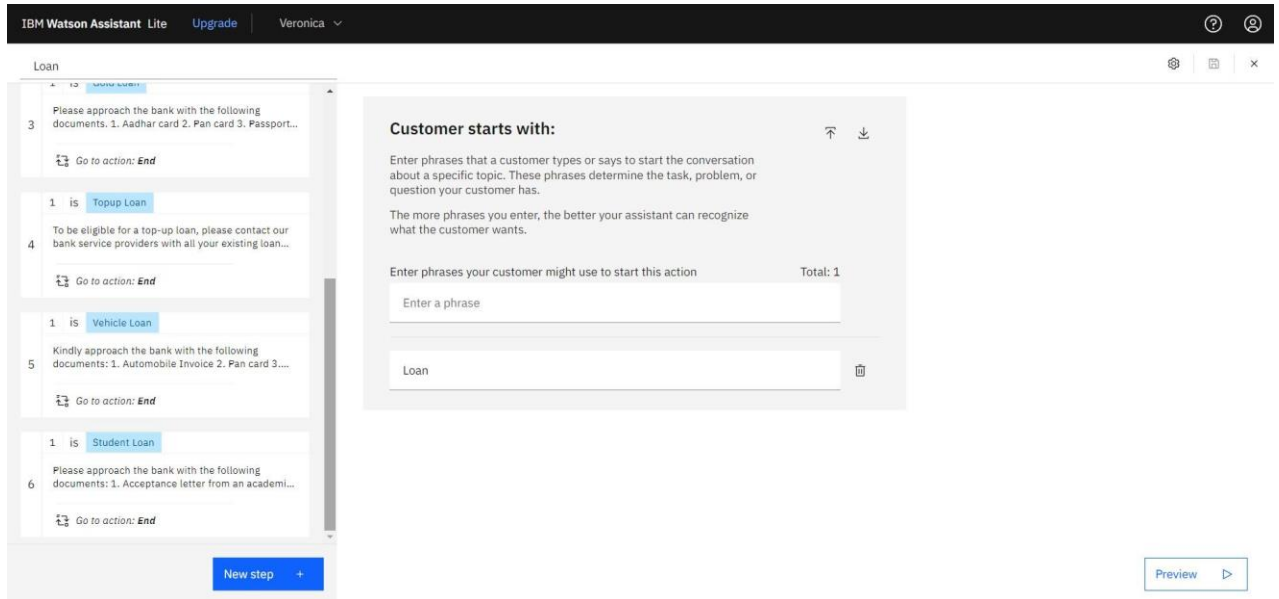 IBM Watson Assistant Lite Upgrade Veronica
Loan
1 is Gold Loan
3 Please approach the bank with the following
documents. 1. Aadhar card 2. Pan card 3. Passport...
Go to action: End
1 is Topup Loan
4 To be eligible for a top-up loan, please contact our
bank service providers with all your existing loan...
Go to action: End
1 is Vehicle Loan
5 Kindly approach the bank with the following
documents: 1. Automobile Invoice 2. Pan card 3....
Go to action: End
1 is Student Loan
6 Please approach the bank with the following
documents: 1. Acceptance letter from an academi...
Go to action: End
New step +
Customer starts with:
Enter phrases that a customer types or says to start the conversation
about a specific topic. These phrases determine the task, problem, or
question your customer has.
The more phrases you enter, the better your assistant can recognize
what the customer wants.
Enter phrases your customer might use to start this action Total: 1
Enter a phrase
Loan
Preview